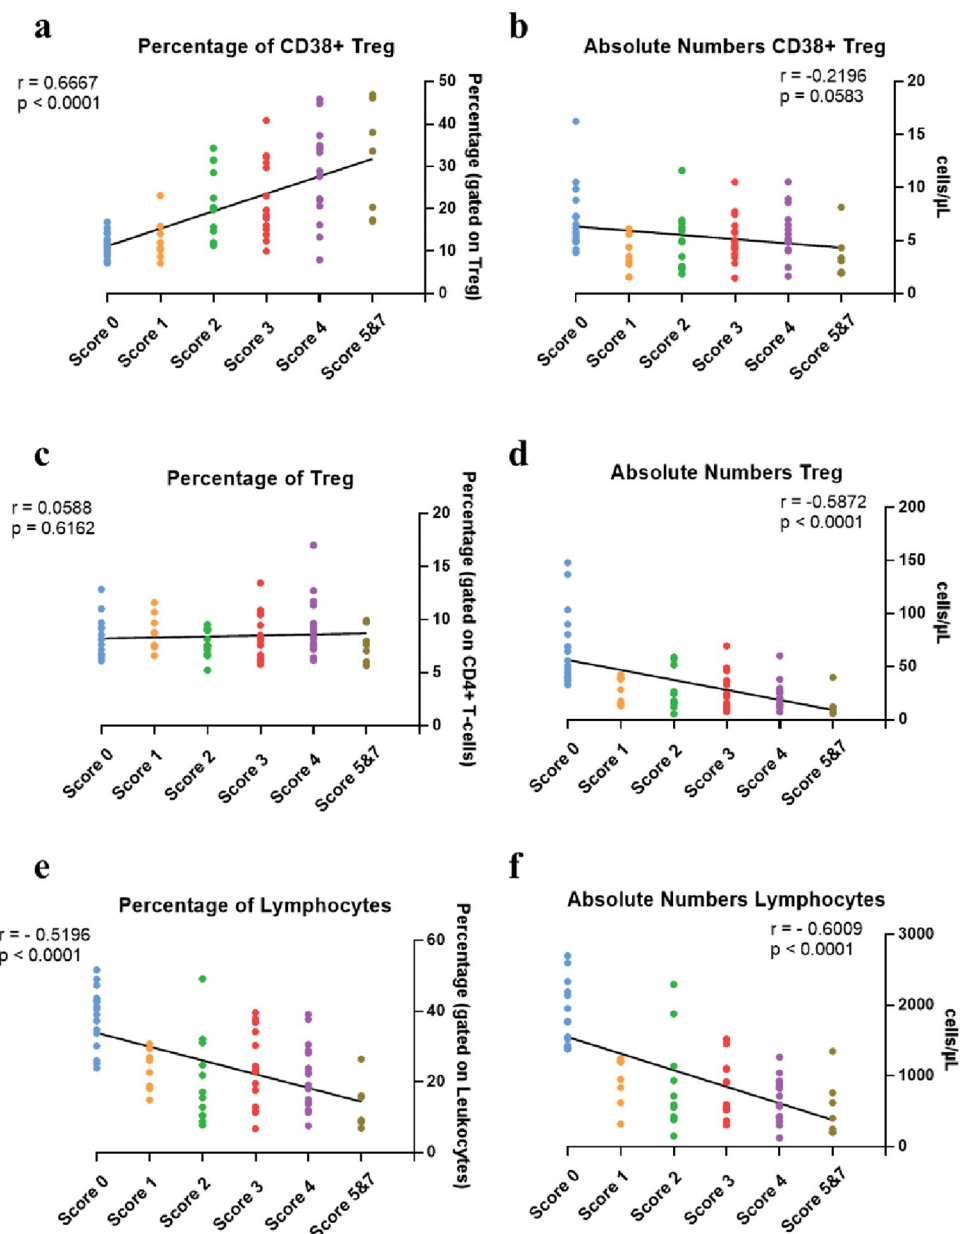 a
Percentage of CD38+ Treg
r = 0.6667
p < 0.0001
50
40
30
20
10
0
Percentage (gated on Treg)
Score 0
Score 1
Score 2
Score 3
Score 4
Score 5&7
b
Absolute Numbers CD38+ Treg
r = -0.2196
p = 0.0583
20
15
10
5
0
cells/µL
Score 0
Score 1
Score 2
Score 3
Score 4
Score 5&7
c
Percentage of Treg
r = 0.0588
p = 0.6162
20
15
10
5
0
Percentage (gated on CD4+ T-cells)
Score 0
Score 1
Score 2
Score 3
Score 4
Score 5&7
d
Absolute Numbers Treg
r = -0.5872
p < 0.0001
200
150
100
50
0
cells/µL
Score 0
Score 1
Score 2
Score 3
Score 4
Score 5&7
e
Percentage of Lymphocytes
r = - 0.5196
p < 0.0001
60
40
20
0
Percentage (gated on Leukocytes)
Score 0
Score 1
Score 2
Score 3
Score 4
Score 5&7
f
Absolute Numbers Lymphocytes
r = - 0.6009
p < 0.0001
3000
2000
1000
0
cells/µL
Score 0
Score 1
Score 2
Score 3
Score 4
Score 5&7